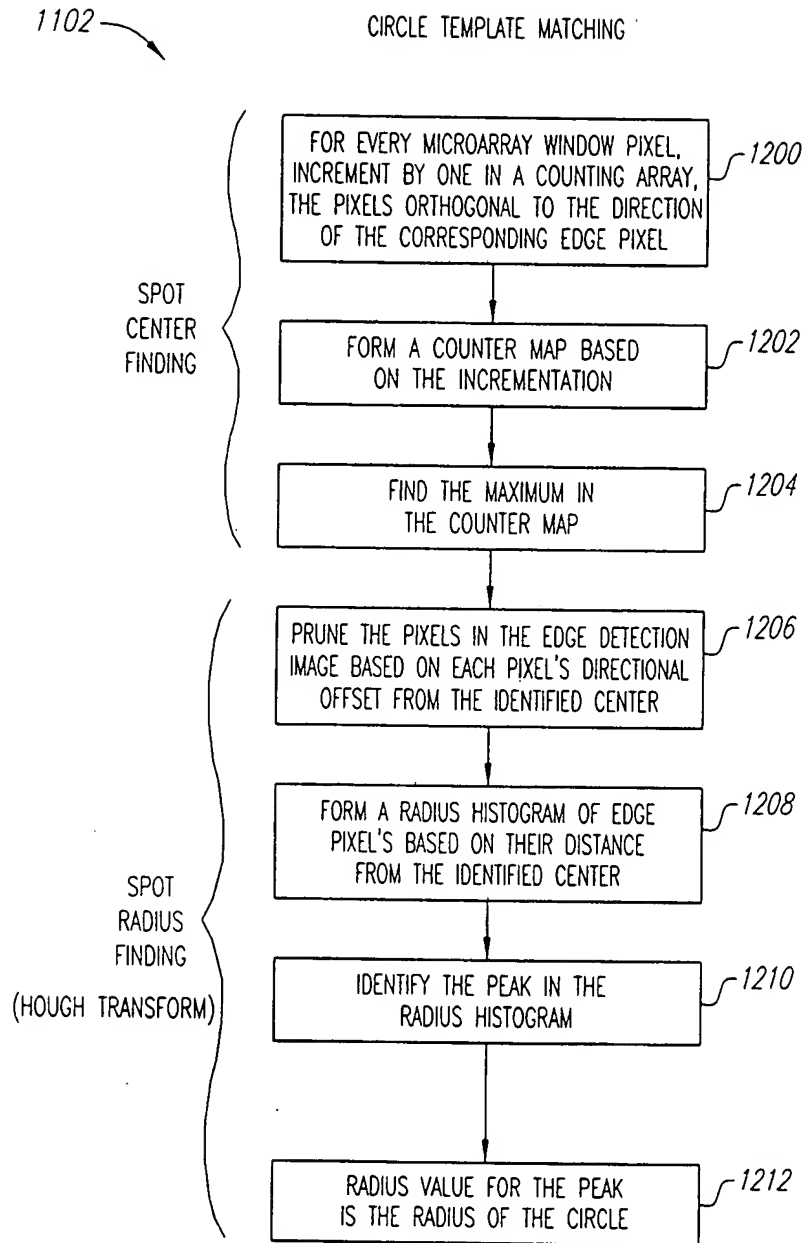 1102
CIRCLE TEMPLATE MATCHING
FOR EVERY MICROARRAY WINDOW PIXEL,
INCREMENT BY ONE IN A COUNTING ARRAY,
THE PIXELS ORTHOGONAL TO THE DIRECTION
OF THE CORRESPONDING EDGE PIXEL
1200
SPOT
CENTER
FINDING
FORM A COUNTER MAP BASED
ON THE INCREMENTATION
1202
FIND THE MAXIMUM IN
THE COUNTER MAP
1204
PRUNE THE PIXELS IN THE EDGE DETECTION
IMAGE BASED ON EACH PIXEL'S DIRECTIONAL
OFFSET FROM THE IDENTIFIED CENTER
1206
FORM A RADIUS HISTOGRAM OF EDGE
PIXEL'S BASED ON THEIR DISTANCE
FROM THE IDENTIFIED CENTER
1208
SPOT
RADIUS
FINDING
(HOUGH TRANSFORM)
IDENTIFY THE PEAK IN THE
RADIUS HISTOGRAM
1210
RADIUS VALUE FOR THE PEAK
IS THE RADIUS OF THE CIRCLE
1212